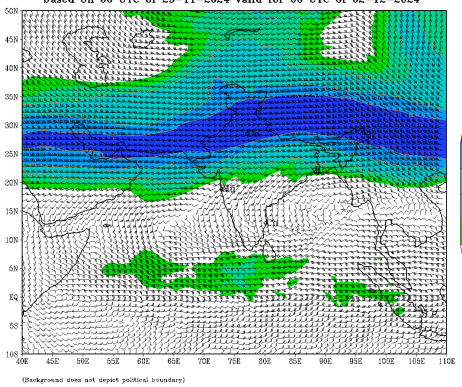 based on 00 UTC of 25-11-2024 valid for 00 UTC of 02-12-2024
50N
45N
40N
35N
30N
25N
20N
15N
10N
5N
EQ
5S
10S
40E 45E 50E 55E 60E 65E 70E 75E 80E 85E 90E 95E 100E 105E 110E
(Background does not depict political boundary)